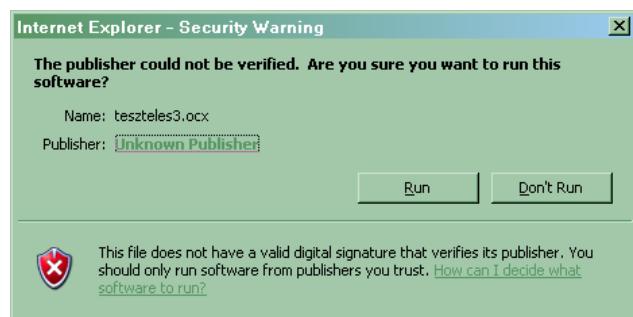 Internet Explorer - Security Warning
The publisher could not be verified. Are you sure you want to run this
software?
Name: teszteles3.ocx
Publisher: Unknown Publisher
Run Don't Run
This file does not have a valid digital signature that verifies its publisher. You
should only run software from publishers you trust. How can I decide what
software to run?